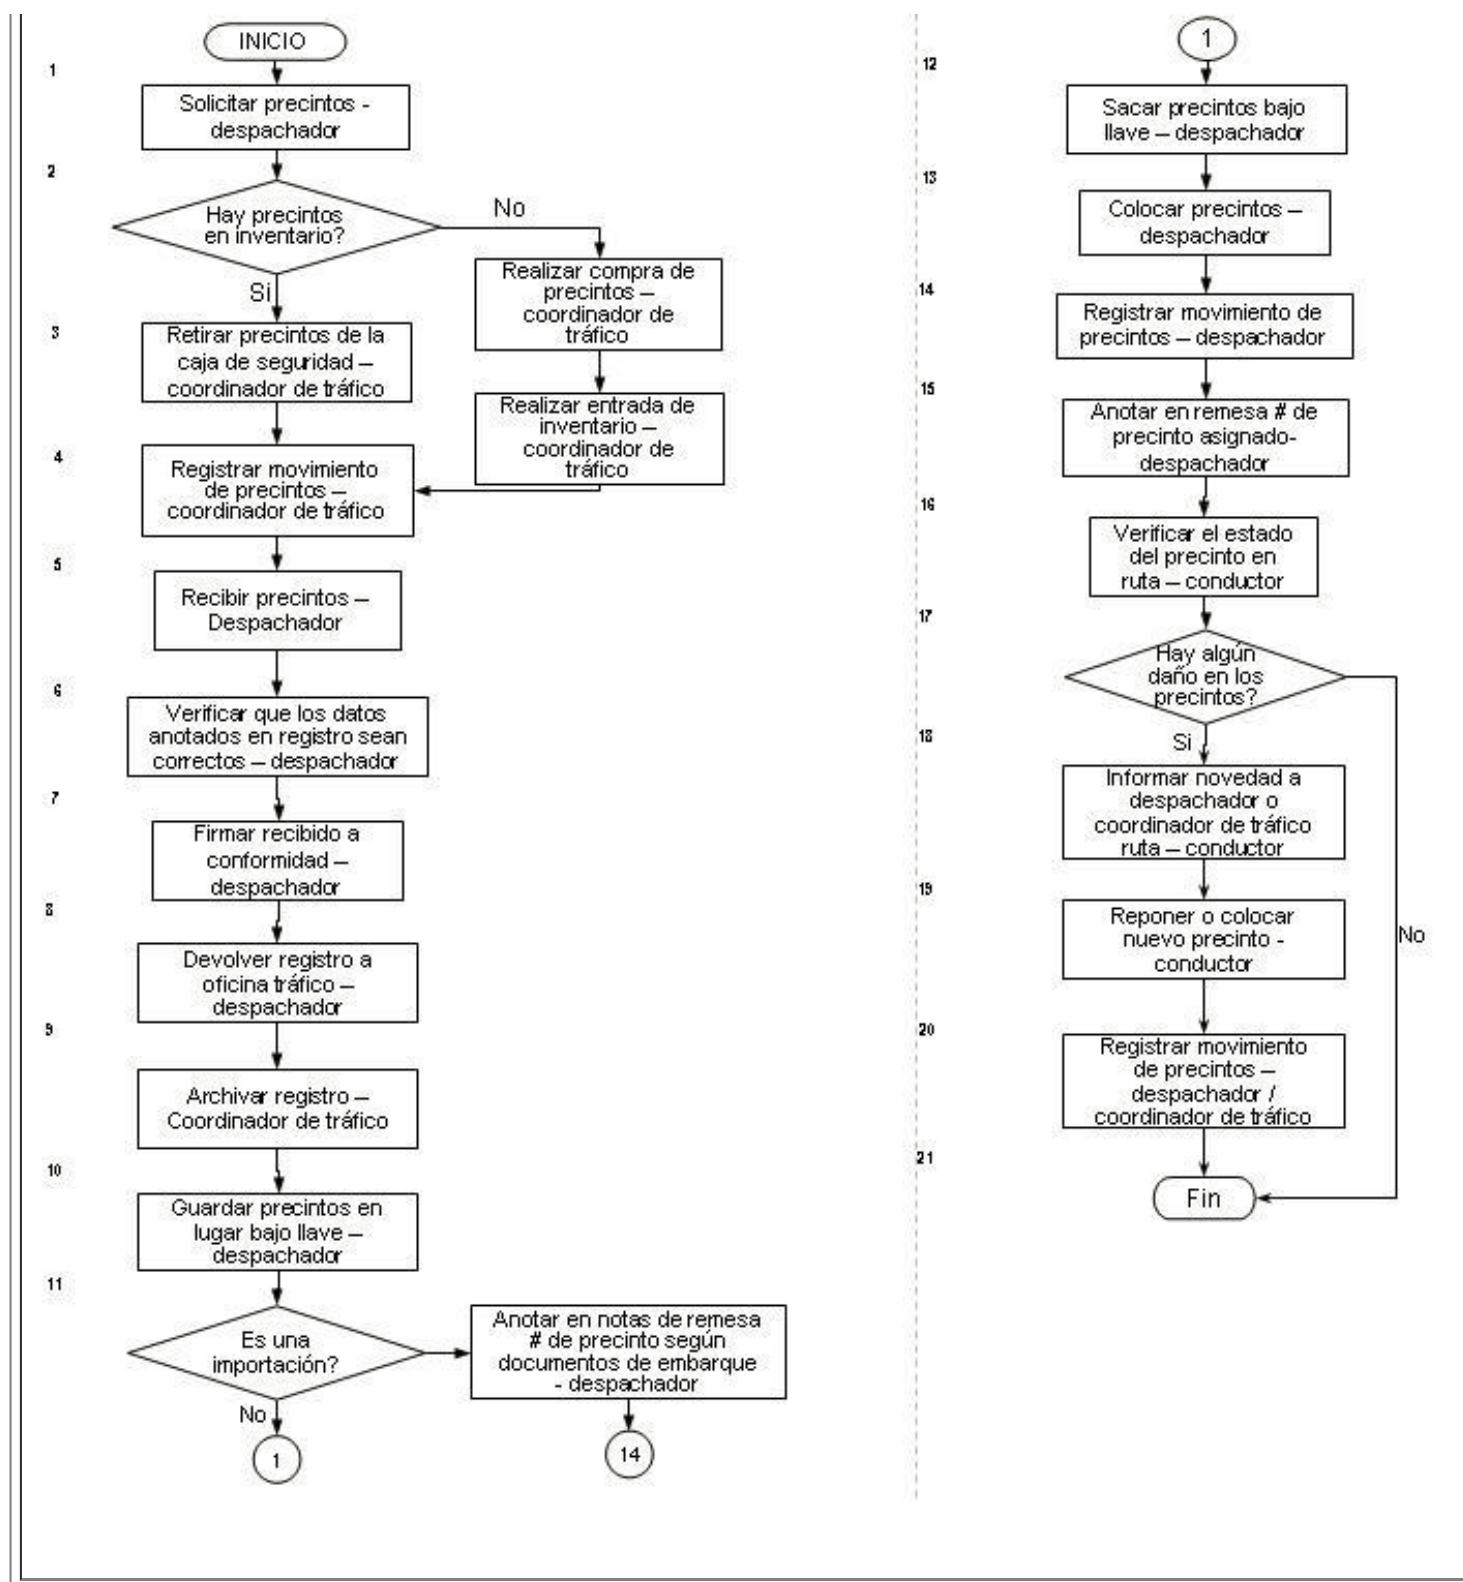 INICIO
1
Solicitar precintos -
despachador
2
Hay precintos
en inventario?
No
Si
Realizar compra de
precintos –
coordinador de
tráfico
3
Retirar precintos de la
caja de seguridad –
coordinador de tráfico
Realizar entrada de
inventario –
coordinador de
tráfico
4
Registrar movimiento
de precintos –
coordinador de tráfico
5
Recibir precintos –
Despachador
6
Verificar que los datos
anotados en registro sean
correctos – despachador
7
Firmar recibido a
conformidad –
despachador
8
Devolver registro a
oficina tráfico –
despachador
9
Archivar registro –
Coordinador de tráfico
10
Guardar precintos en
lugar bajo llave –
despachador
11
Es una
importación?
Anotar en notas de remesa
# de precinto según
documentos de embarque
- despachador
No
1
14
1
12
Sacar precintos bajo
llave – despachador
13
Colocar precintos –
despachador
14
Registrar movimiento de
precintos – despachador
15
Anotar en remesa # de
precinto asignado-
despachador
16
Verificar el estado
del precinto en
ruta – conductor
17
Hay algún
daño en los
precintos?
18
Si
Informar novedad a
despachador o
coordinador de tráfico
ruta – conductor
19
Reponer o colocar
nuevo precinto -
conductor
No
20
Registrar movimiento
de precintos –
despachador /
coordinador de tráfico
21
Fin